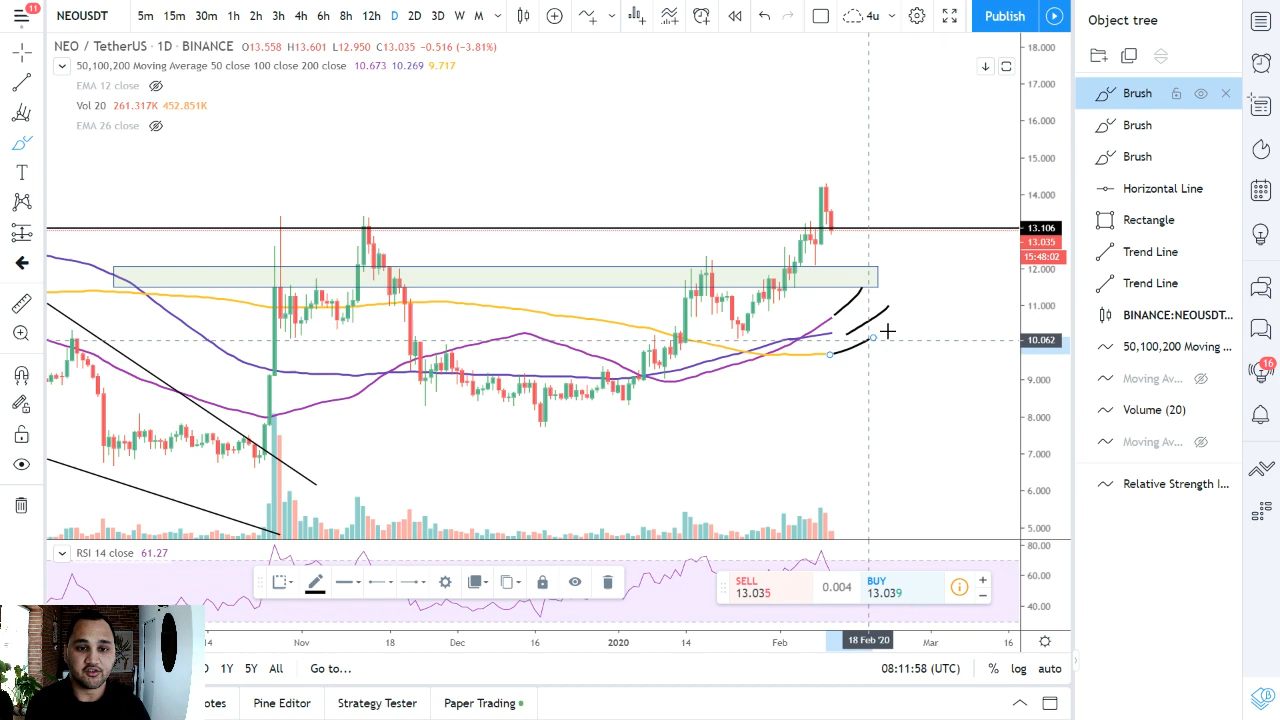 11
NEOUSDT
5m 15m 30m 1h 2h 3h 4h 6h 8h 12h D 2D 3D W M
4u
Publish
NEO / TetherUS · 1D · BINANCE O13.558 H13.601 L12.950 C13.035 -0.516 (-3.81%)
50,100,200 Moving Average 50 close 100 close 200 close 10.673 10.269 9.717
EMA 12 close
Vol 20 261.317K 452.851K
EMA 26 close
18.000
17.000
16.000
15.000
14.000
13.106
13.035
15:48:02
12.000
11.000
10.062
9.000
8.000
7.000
6.000
5.000
80.00
60.00
40.00
RSI 14 close 61.27
SELL
13.035
0.004
BUY
13.039
14 Nov 18 Dec 16 2020 14 Feb 18 Feb '20 Mar 16
1Y 5Y All Go to...
08:11:58 (UTC) % log auto
otes Pine Editor Strategy Tester Paper Trading
Object tree
Brush
Brush
Brush
Horizontal Line
Rectangle
Trend Line
Trend Line
BINANCE:NEOUSDT...
50,100,200 Moving ...
Moving Av...
Volume (20)
Moving Av...
Relative Strength I...
16